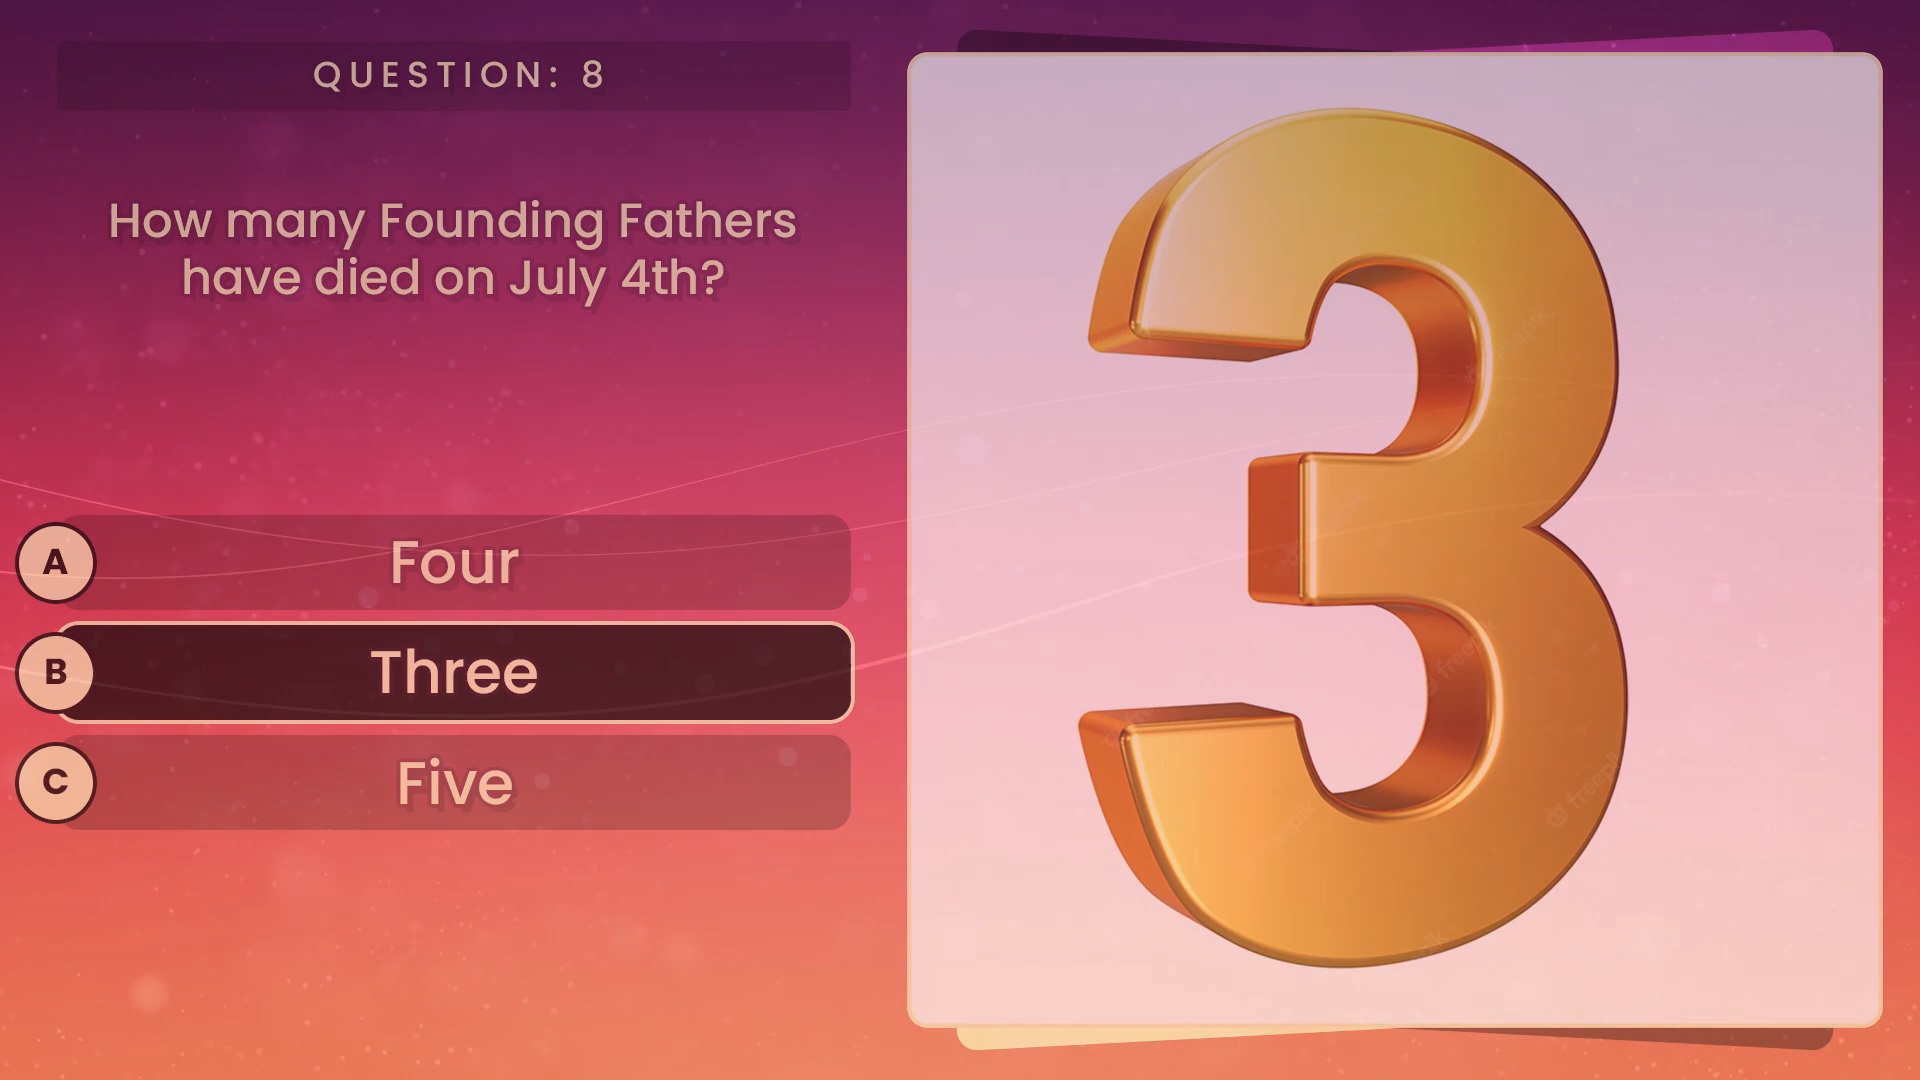 QUESTION: 8
How many Founding Fathers
have died on July 4th?
A Four
B Three
C Five
3